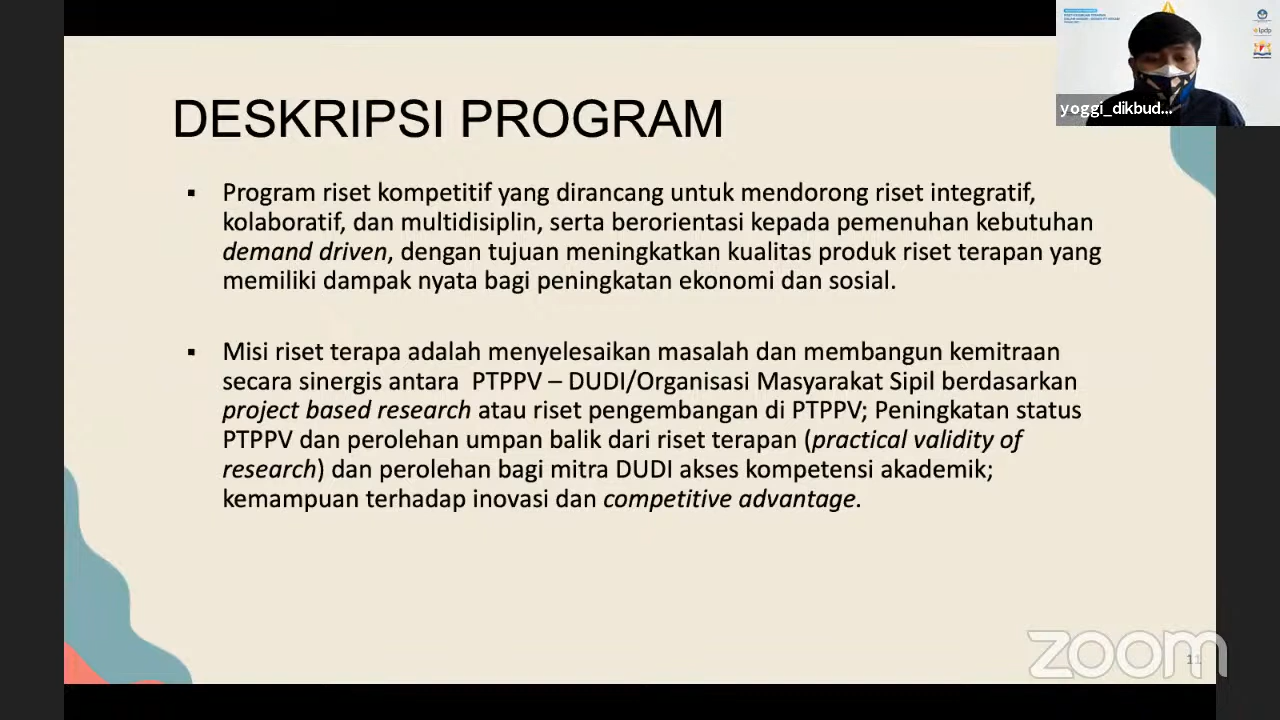 DESKRIPSI PROGRAM
▪ Program riset kompetitif yang dirancang untuk mendorong riset integratif,
kolaboratif, dan multidisiplin, serta berorientasi kepada pemenuhan kebutuhan
demand driven, dengan tujuan meningkatkan kualitas produk riset terapan yang
memiliki dampak nyata bagi peningkatan ekonomi dan sosial.
▪ Misi riset terapa adalah menyelesaikan masalah dan membangun kemitraan
secara sinergis antara PTPPV – DUDI/Organisasi Masyarakat Sipil berdasarkan
project based research atau riset pengembangan di PTPPV; Peningkatan status
PTPPV dan perolehan umpan balik dari riset terapan (practical validity of
research) dan perolehan bagi mitra DUDI akses kompetensi akademik;
kemampuan terhadap inovasi dan competitive advantage.
lpdp
yoggi_dikbud...
zoom
11